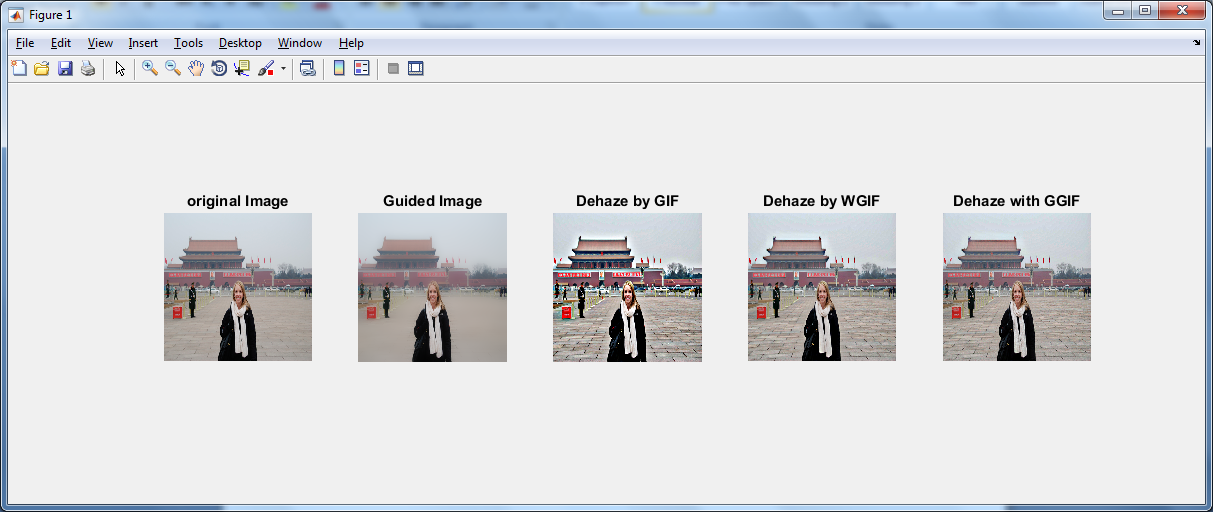 Figure 1
File Edit View Insert Tools Desktop Window Help
original Image
Guided Image
Dehaze by GIF
Dehaze by WGIF
Dehaze with GGIF